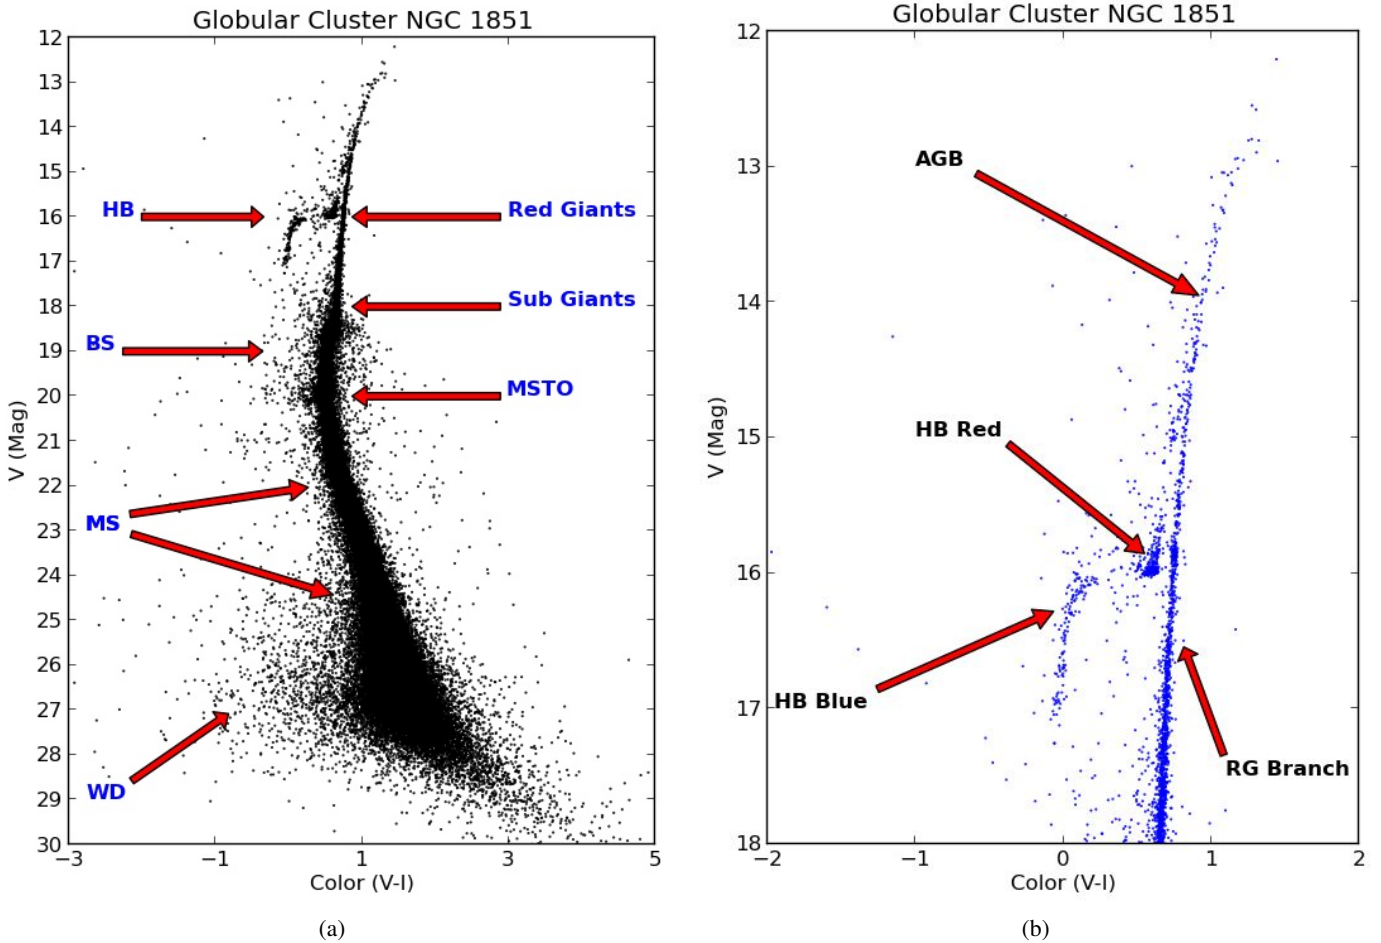 Globular Cluster NGC 1851
12
13
14
15
16
17
18
19
20
21
22
23
24
25
26
27
28
29
30
V (Mag)
HB
Red Giants
Sub Giants
BS
MSTO
MS
WD
−3
−1
1
3
5
Color (V-I)
(a)
Globular Cluster NGC 1851
12
13
14
15
16
17
18
V (Mag)
AGB
HB Red
HB Blue
RG Branch
−2
−1
0
1
2
Color (V-I)
(b)